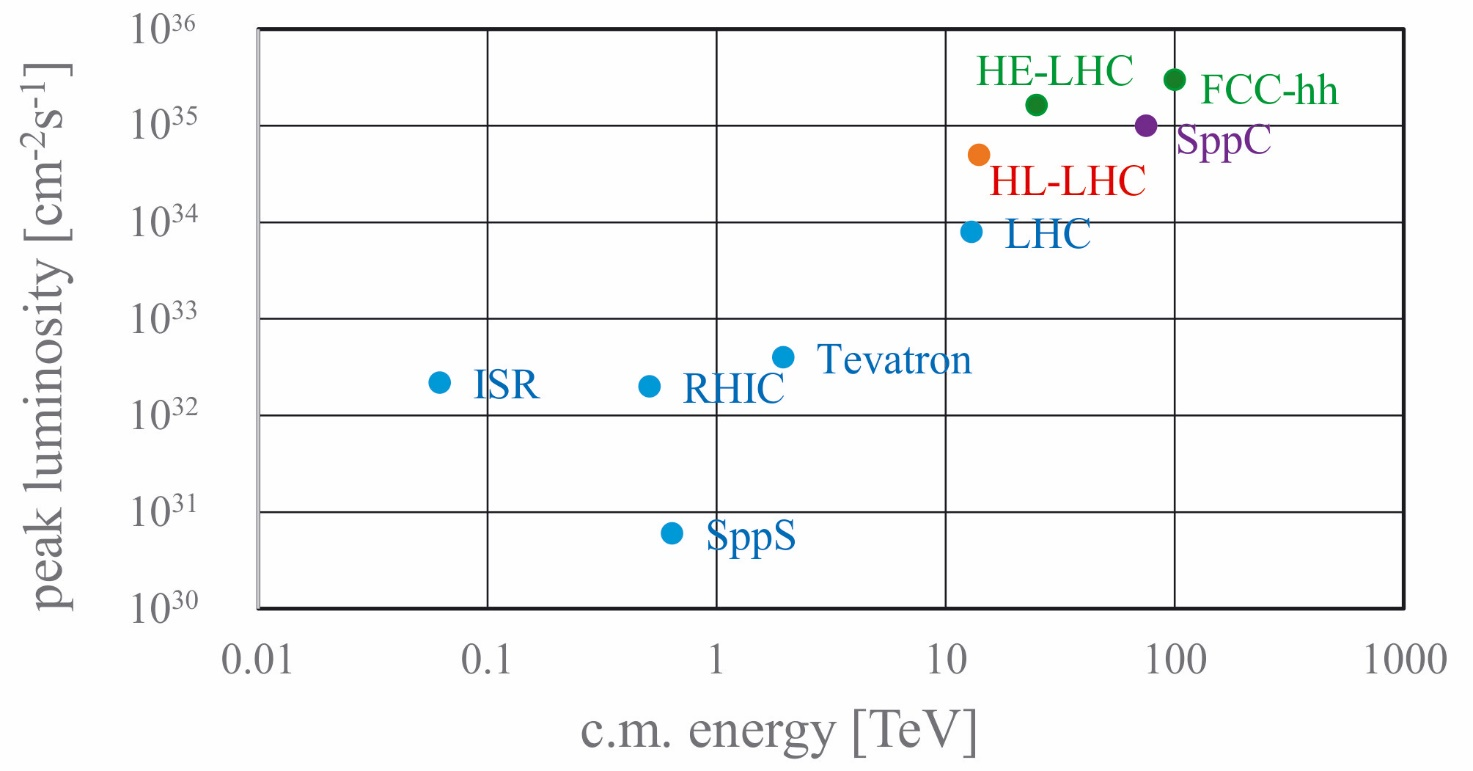 peak luminosity [cm⁻²s⁻¹]
10³⁶
10³⁵
10³⁴
10³³
10³²
10³¹
10³⁰
HE-LHC
FCC-hh
SppC
HL-LHC
LHC
Tevatron
ISR
RHIC
SppS
0.01 0.1 1 10 100 1000
c.m. energy [TeV]